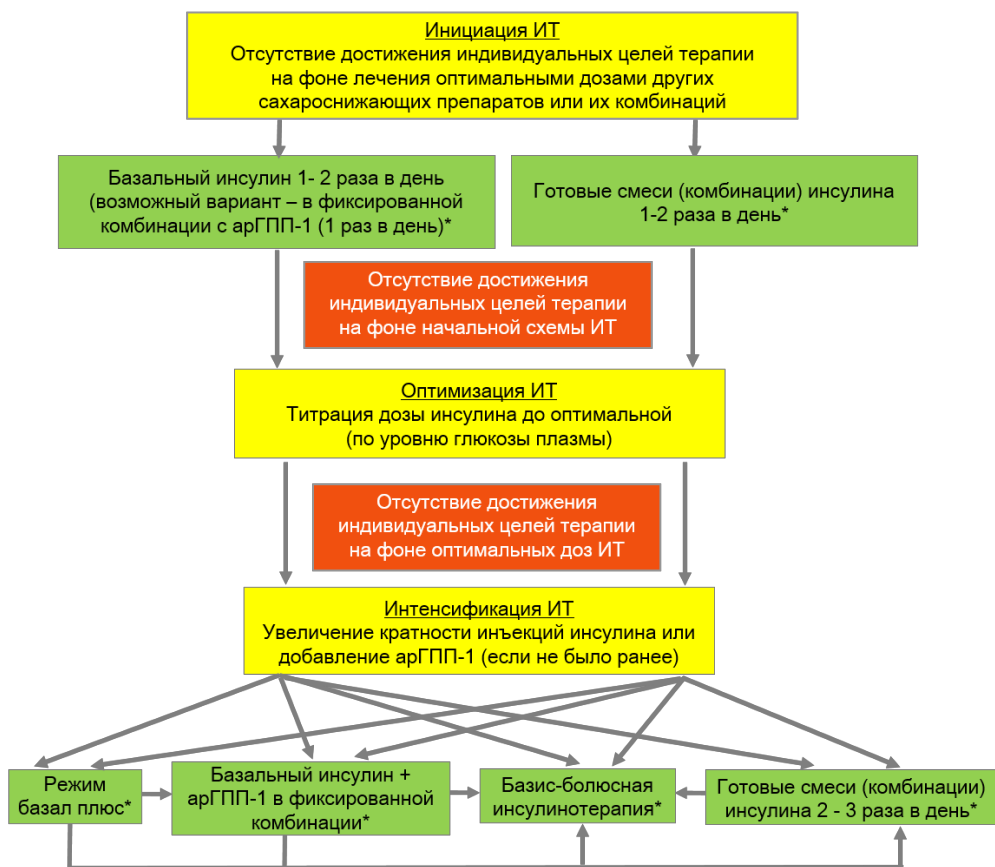 Инициация ИТ
Отсутствие достижения индивидуальных целей терапии
на фоне лечения оптимальными дозами других
сахароснижающих препаратов или их комбинаций
Базальный инсулин 1- 2 раза в день
(возможный вариант – в фиксированной
комбинации с арГПП-1 (1 раз в день)*
Готовые смеси (комбинации) инсулина
1-2 раза в день*
Отсутствие достижения
индивидуальных целей терапии
на фоне начальной схемы ИТ
Оптимизация ИТ
Титрация дозы инсулина до оптимальной
(по уровню глюкозы плазмы)
Отсутствие достижения
индивидуальных целей терапии
на фоне оптимальных доз ИТ
Интенсификация ИТ
Увеличение кратности инъекций инсулина или
добавление арГПП-1 (если не было ранее)
Режим
базал плюс*
Базальный инсулин +
арГПП-1 в фиксированной
комбинации*
Базис-болюсная
инсулинотерапия*
Готовые смеси (комбинации)
инсулина 2 - 3 раза в день*